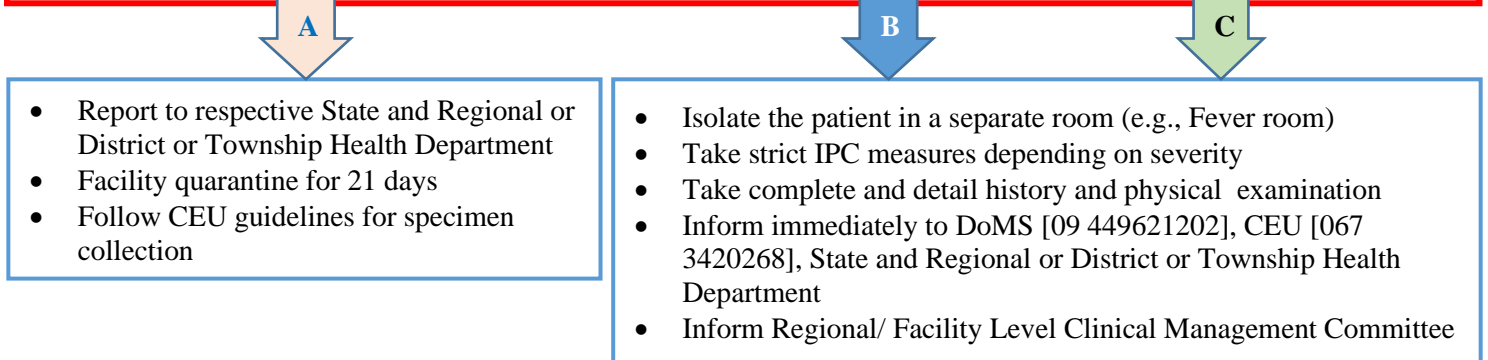 A
B
C
• Report to respective State and Regional or
District or Township Health Department
• Facility quarantine for 21 days
• Follow CEU guidelines for specimen
collection
• Isolate the patient in a separate room (e.g., Fever room)
• Take strict IPC measures depending on severity
• Take complete and detail history and physical examination
• Inform immediately to DoMS [09 449621202], CEU [067
3420268], State and Regional or District or Township Health
Department
• Inform Regional/ Facility Level Clinical Management Committee